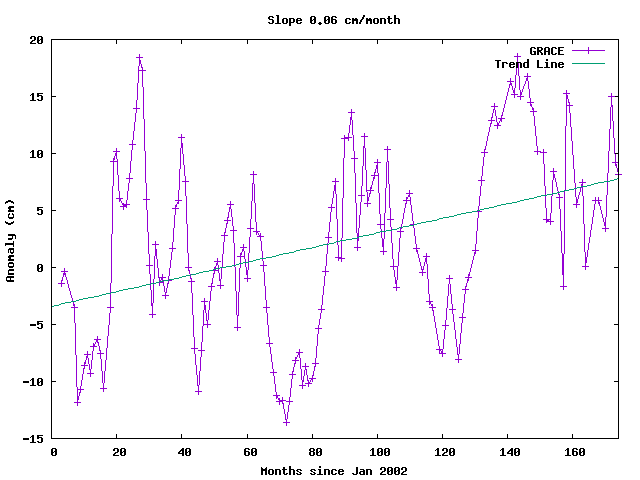 Slope 0.06 cm/month
GRACE
Trend Line
20
15
10
5
0
-5
-10
-15
Anomaly (cm)
0 20 40 60 80 100 120 140 160
Months since Jan 2002